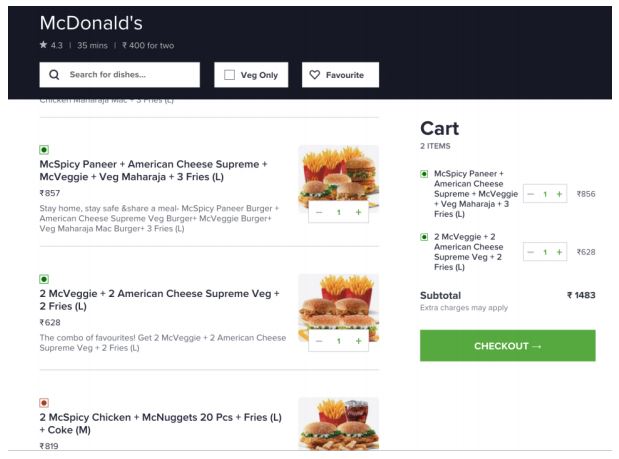 McDonald's
★ 4.3 | 35 mins | ₹ 400 for two
Search for dishes...
Veg Only
Favourite
Chicken Maharaja Mac + 3 Fries (L)
McSpicy Paneer + American Cheese Supreme +
McVeggie + Veg Maharaja + 3 Fries (L)
₹857
Stay home, stay safe &share a meal- McSpicy Paneer Burger +
American Cheese Supreme Veg Burger+ McVeggie Burger+
Veg Maharaja Mac Burger+ 3 Fries (L)
− 1 +
2 McVeggie + 2 American Cheese Supreme Veg +
2 Fries (L)
₹628
The combo of favourites! Get 2 McVeggie + 2 American Cheese
Supreme Veg + 2 Fries (L)
− 1 +
2 McSpicy Chicken + McNuggets 20 Pcs + Fries (L)
+ Coke (M)
₹819
Cart
2 ITEMS
McSpicy Paneer +
American Cheese
Supreme + McVeggie
+ Veg Maharaja + 3
Fries (L)
− 1 +
₹856
2 McVeggie + 2
American Cheese
Supreme Veg + 2
Fries (L)
− 1 +
₹628
Subtotal
₹ 1483
Extra charges may apply
CHECKOUT →